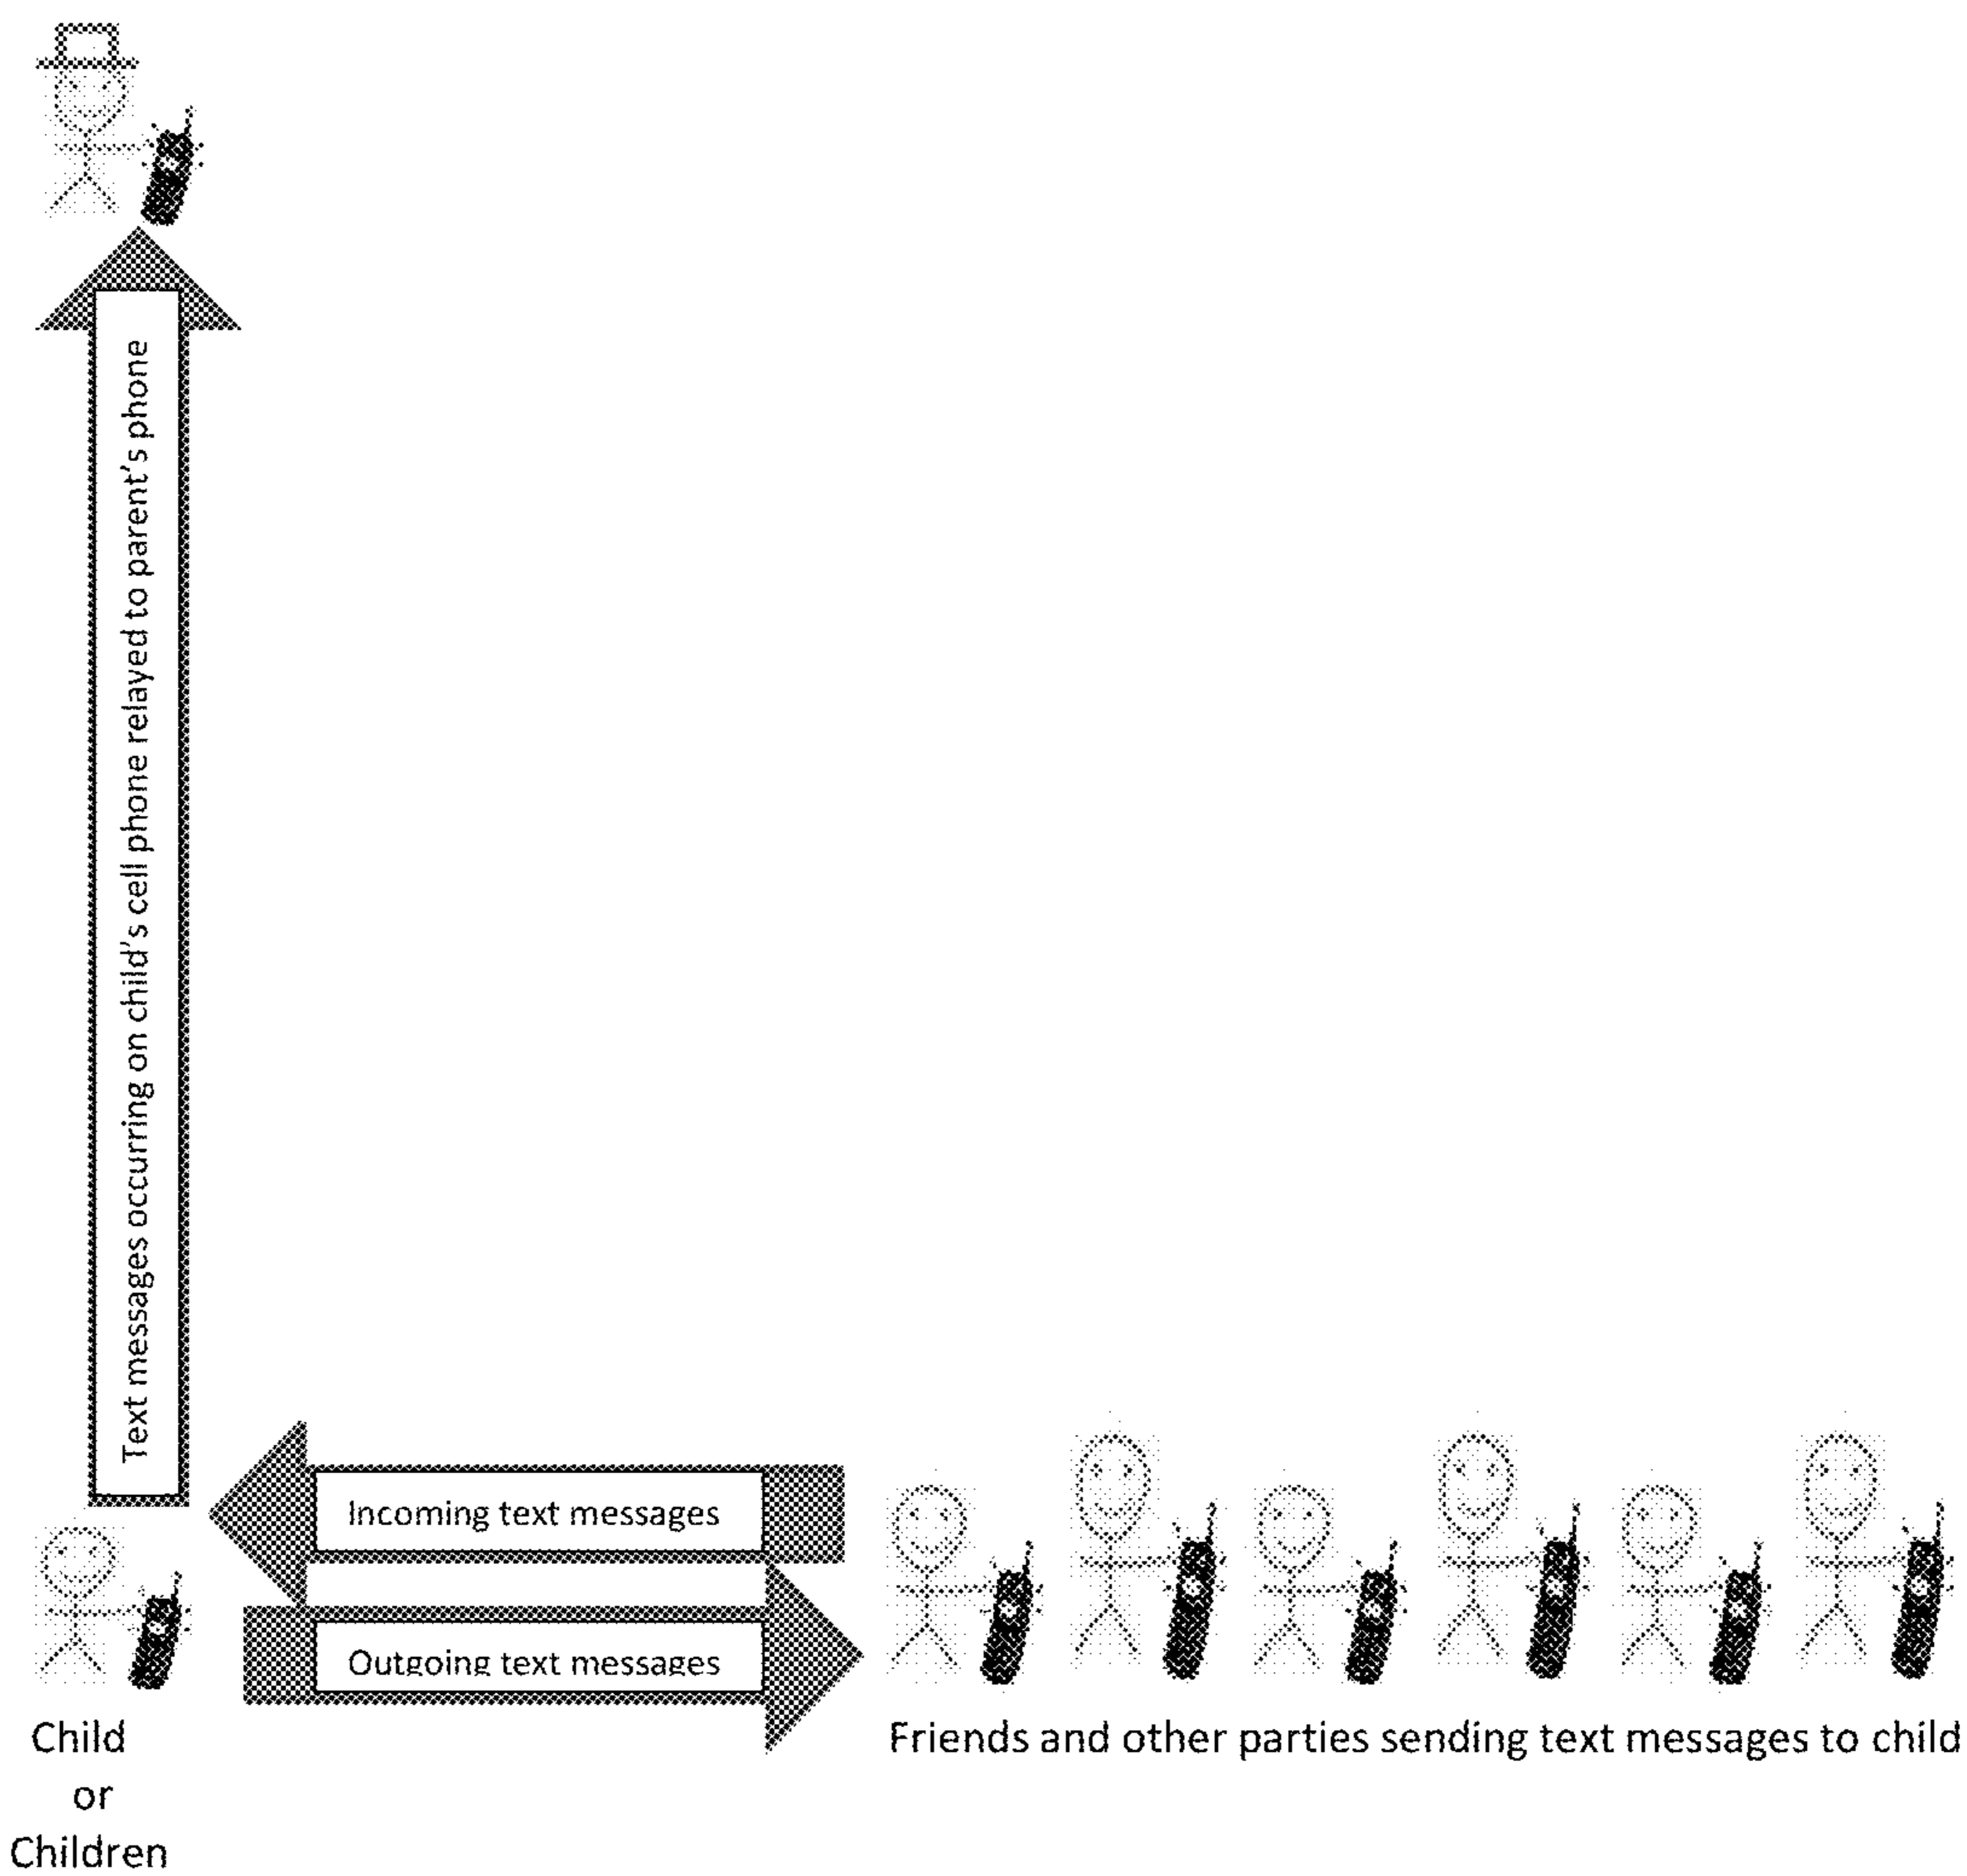 Text messages occurring on child's cell phone relayed to parent's phone
Incoming text messages
Outgoing text messages
Child
or
Children
Friends and other parties sending text messages to child